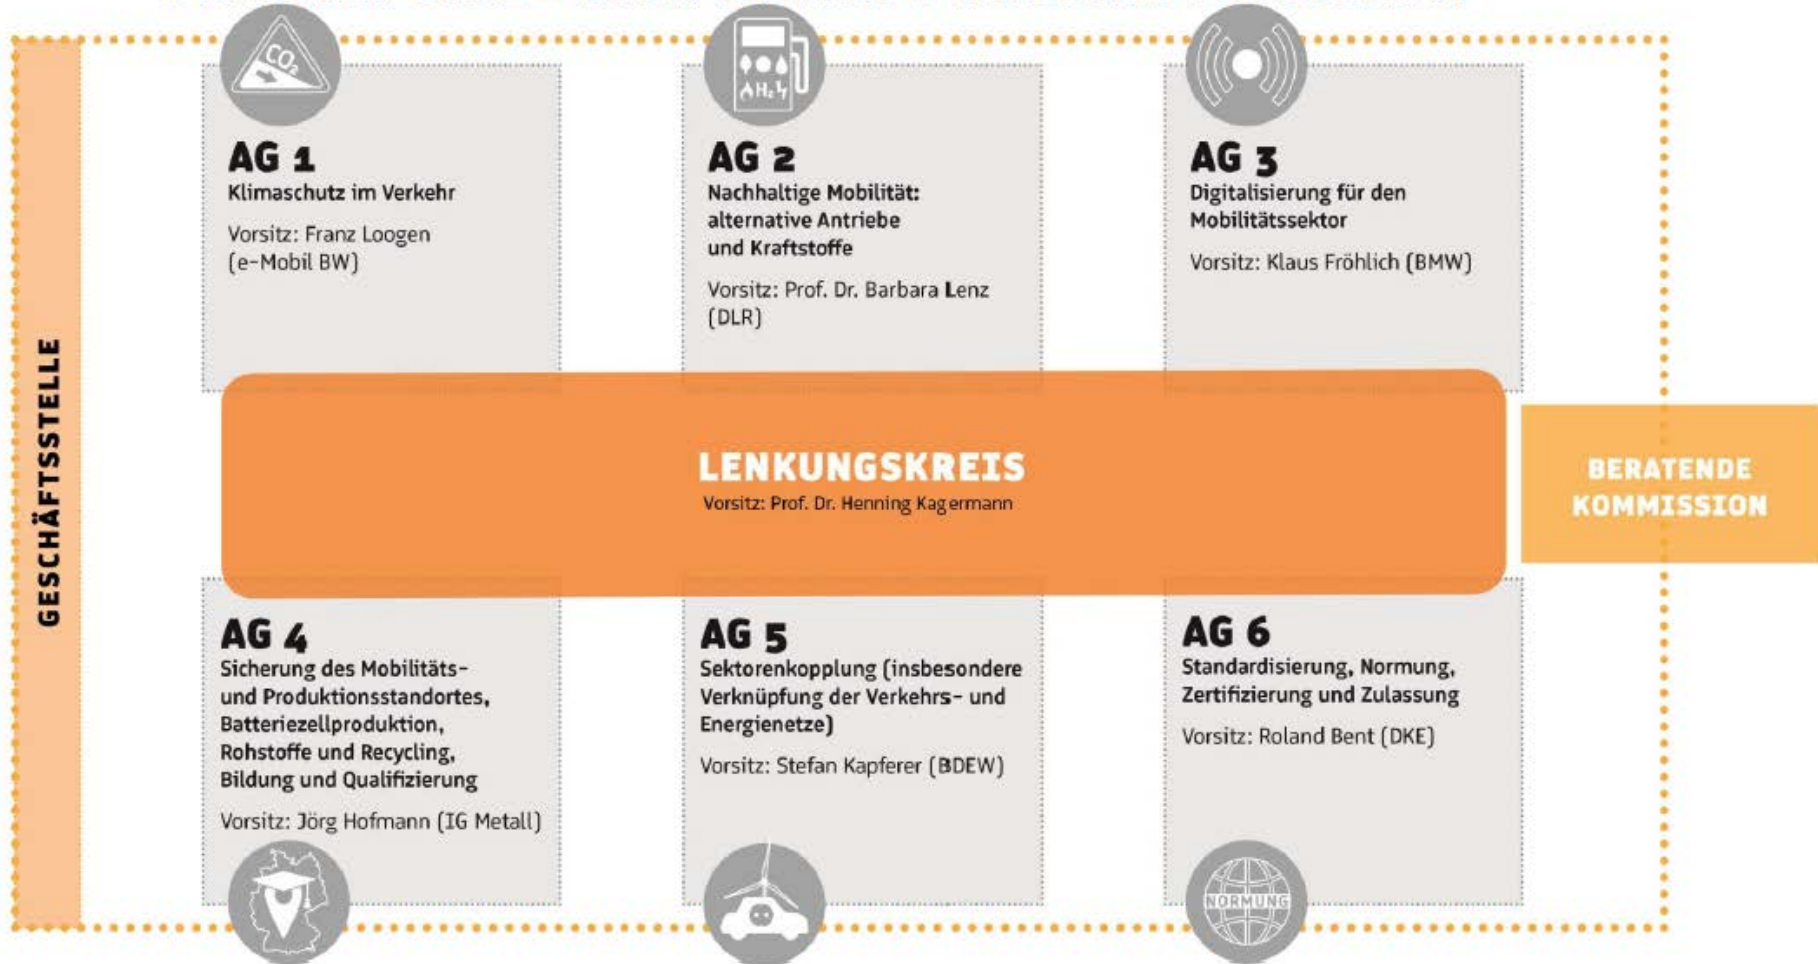 GESCHÄFTSSTELLE
CO₂
AG 1
Klimaschutz im Verkehr
Vorsitz: Franz Loogen
(e-Mobil BW)
H₂
AG 2
Nachhaltige Mobilität:
alternative Antriebe
und Kraftstoffe
Vorsitz: Prof. Dr. Barbara Lenz
(DLR)
AG 3
Digitalisierung für den
Mobilitätssektor
Vorsitz: Klaus Fröhlich (BMW)
LENKUNGSKREIS
Vorsitz: Prof. Dr. Henning Kagermann
BERATENDE
KOMMISSION
AG 4
Sicherung des Mobilitäts-
und Produktionsstandortes,
Batteriezellproduktion,
Rohstoffe und Recycling,
Bildung und Qualifizierung
Vorsitz: Jörg Hofmann (IG Metall)
AG 5
Sektorenkopplung (insbesondere
Verknüpfung der Verkehrs- und
Energienetze)
Vorsitz: Stefan Kapferer (BDEW)
AG 6
Standardisierung, Normung,
Zertifizierung und Zulassung
Vorsitz: Roland Bent (DKE)
NORMUNG